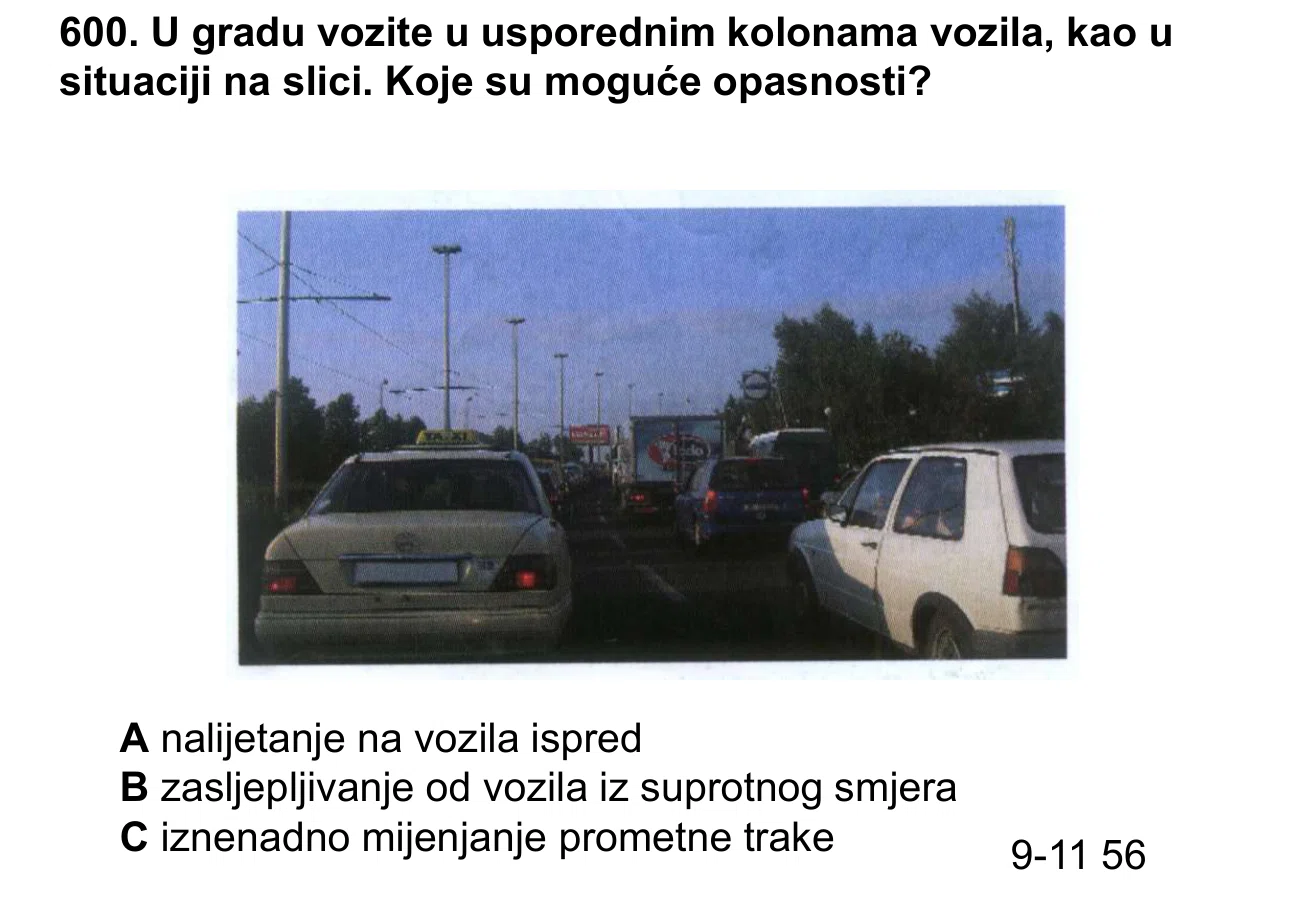 600. U gradu vozite u usporednim kolonama vozila, kao u
situaciji na slici. Koje su moguće opasnosti?
TAXI
A nalijetanje na vozila ispred
B zasljepljivanje od vozila iz suprotnog smjera
C iznenadno mijenjanje prometne trake
9-11 56